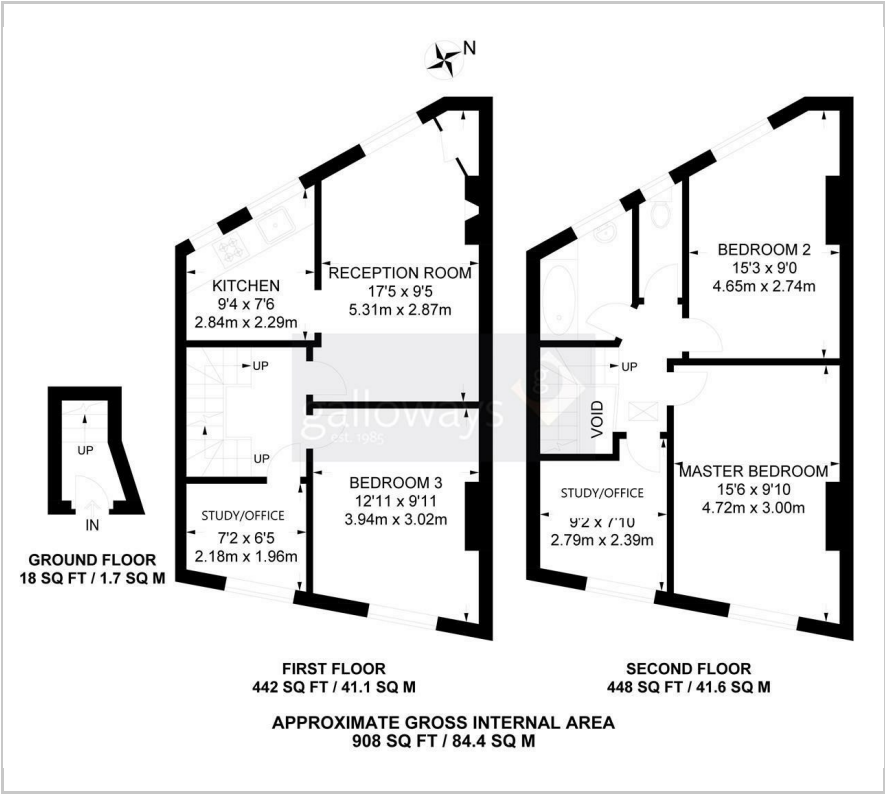 N
KITCHEN
9'4 x 7'6
2.84m x 2.29m
RECEPTION ROOM
17'5 x 9'5
5.31m x 2.87m
UP
UP
STUDY/OFFICE
7'2 x 6'5
2.18m x 1.96m
BEDROOM 3
12'11 x 9'11
3.94m x 3.02m
UP
IN
GROUND FLOOR
18 SQ FT / 1.7 SQ M
FIRST FLOOR
442 SQ FT / 41.1 SQ M
BEDROOM 2
15'3 x 9'0
4.65m x 2.74m
UP
VOID
STUDY/OFFICE
9'2 x 7'10
2.79m x 2.39m
MASTER BEDROOM
15'6 x 9'10
4.72m x 3.00m
SECOND FLOOR
448 SQ FT / 41.6 SQ M
galloways
est. 1985
APPROXIMATE GROSS INTERNAL AREA
908 SQ FT / 84.4 SQ M